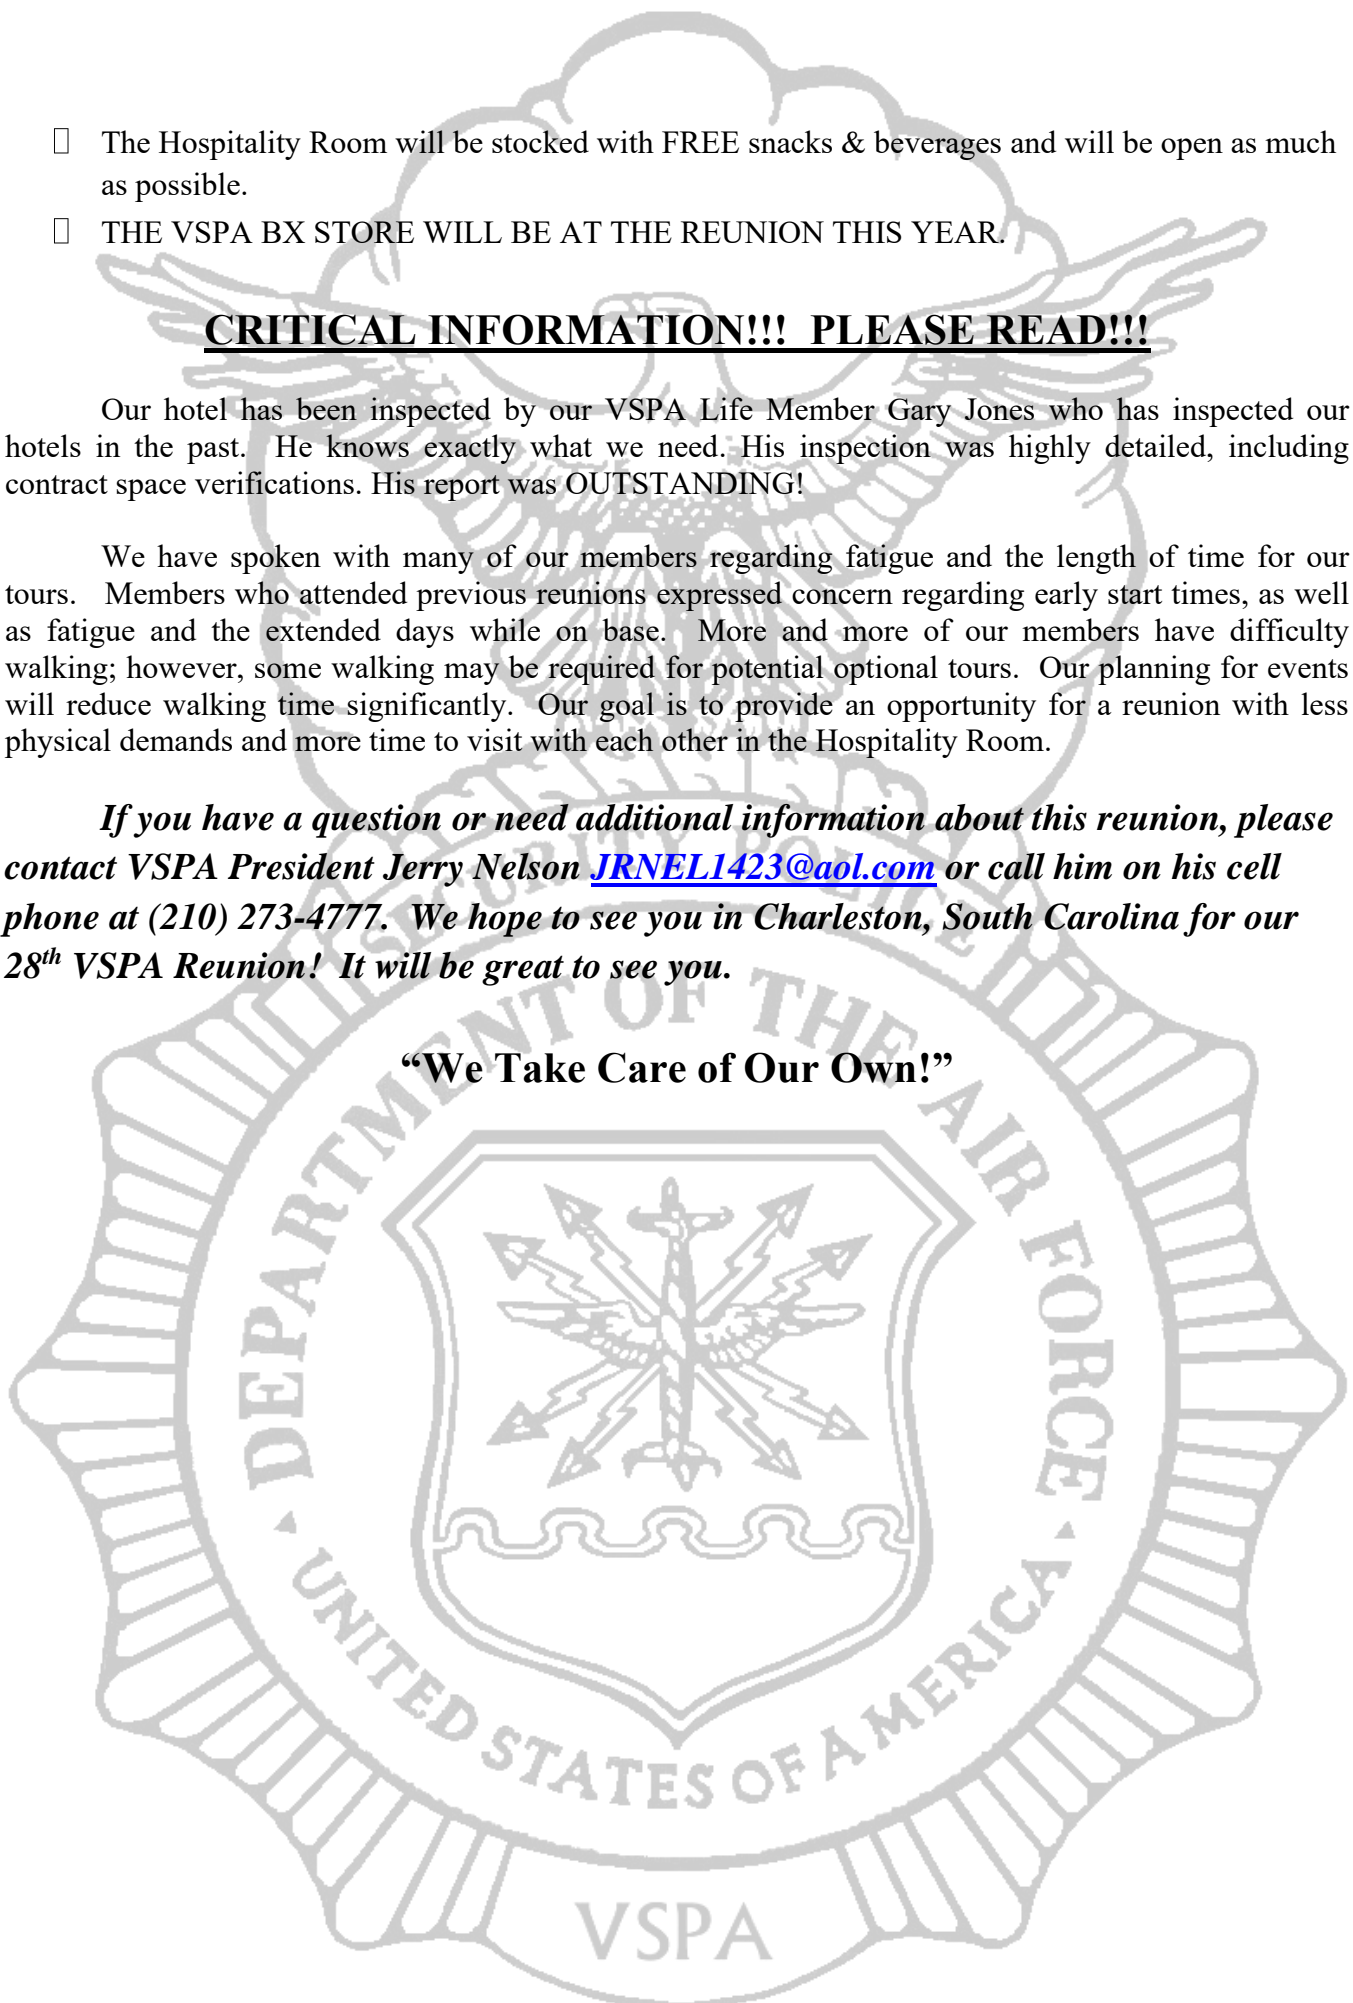 The Hospitality Room will be stocked with FREE snacks & beverages and will be open as much
as possible.
THE VSPA BX STORE WILL BE AT THE REUNION THIS YEAR.
CRITICAL INFORMATION!!! PLEASE READ!!!
Our hotel has been inspected by our VSPA Life Member Gary Jones who has inspected our
hotels in the past. He knows exactly what we need. His inspection was highly detailed, including
contract space verifications. His report was OUTSTANDING!
We have spoken with many of our members regarding fatigue and the length of time for our
tours. Members who attended previous reunions expressed concern regarding early start times, as well
as fatigue and the extended days while on base. More and more of our members have difficulty
walking; however, some walking may be required for potential optional tours. Our planning for events
will reduce walking time significantly. Our goal is to provide an opportunity for a reunion with less
physical demands and more time to visit with each other in the Hospitality Room.
If you have a question or need additional information about this reunion, please
contact VSPA President Jerry Nelson JRNEL1423@aol.com or call him on his cell
phone at (210) 273-4777. We hope to see you in Charleston, South Carolina for our
28th VSPA Reunion! It will be great to see you.
“We Take Care of Our Own!”
SECURITY POLICE
DEPARTMENT OF THE AIR FORCE
UNITED STATES OF AMERICA
VSPA